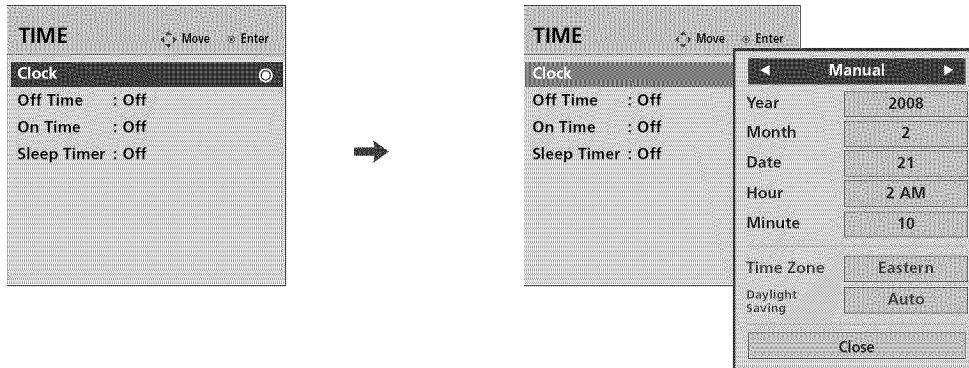 TIME
Move Enter
Clock
Off Time : Off
On Time : Off
Sleep Timer : Off
TIME
Move Enter
Clock
Off Time : Off
On Time : Off
Sleep Timer : Off
Manual
Year 2008
Month 2
Date 21
Hour 2 AM
Minute 10
Time Zone Eastern
Daylight
Saving Auto
Close